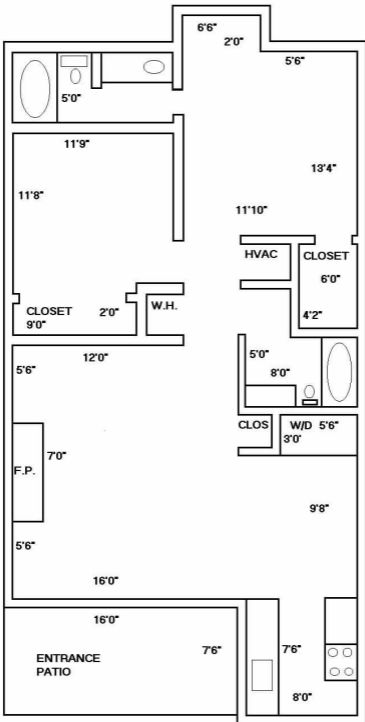 6'6"
2'0"
5'6"
5'0"
11'9"
13'4"
11'8"
11'10"
HVAC
CLOSET
6'0"
CLOSET
9'0"
2'0"
W.H.
4'2"
12'0"
5'6"
5'0"
8'0"
CLOS
W/D 5'6"
3'0'
7'0"
F.P.
9'8"
5'6"
16'0"
16'0"
7'6"
7'6"
ENTRANCE
PATIO
8'0"